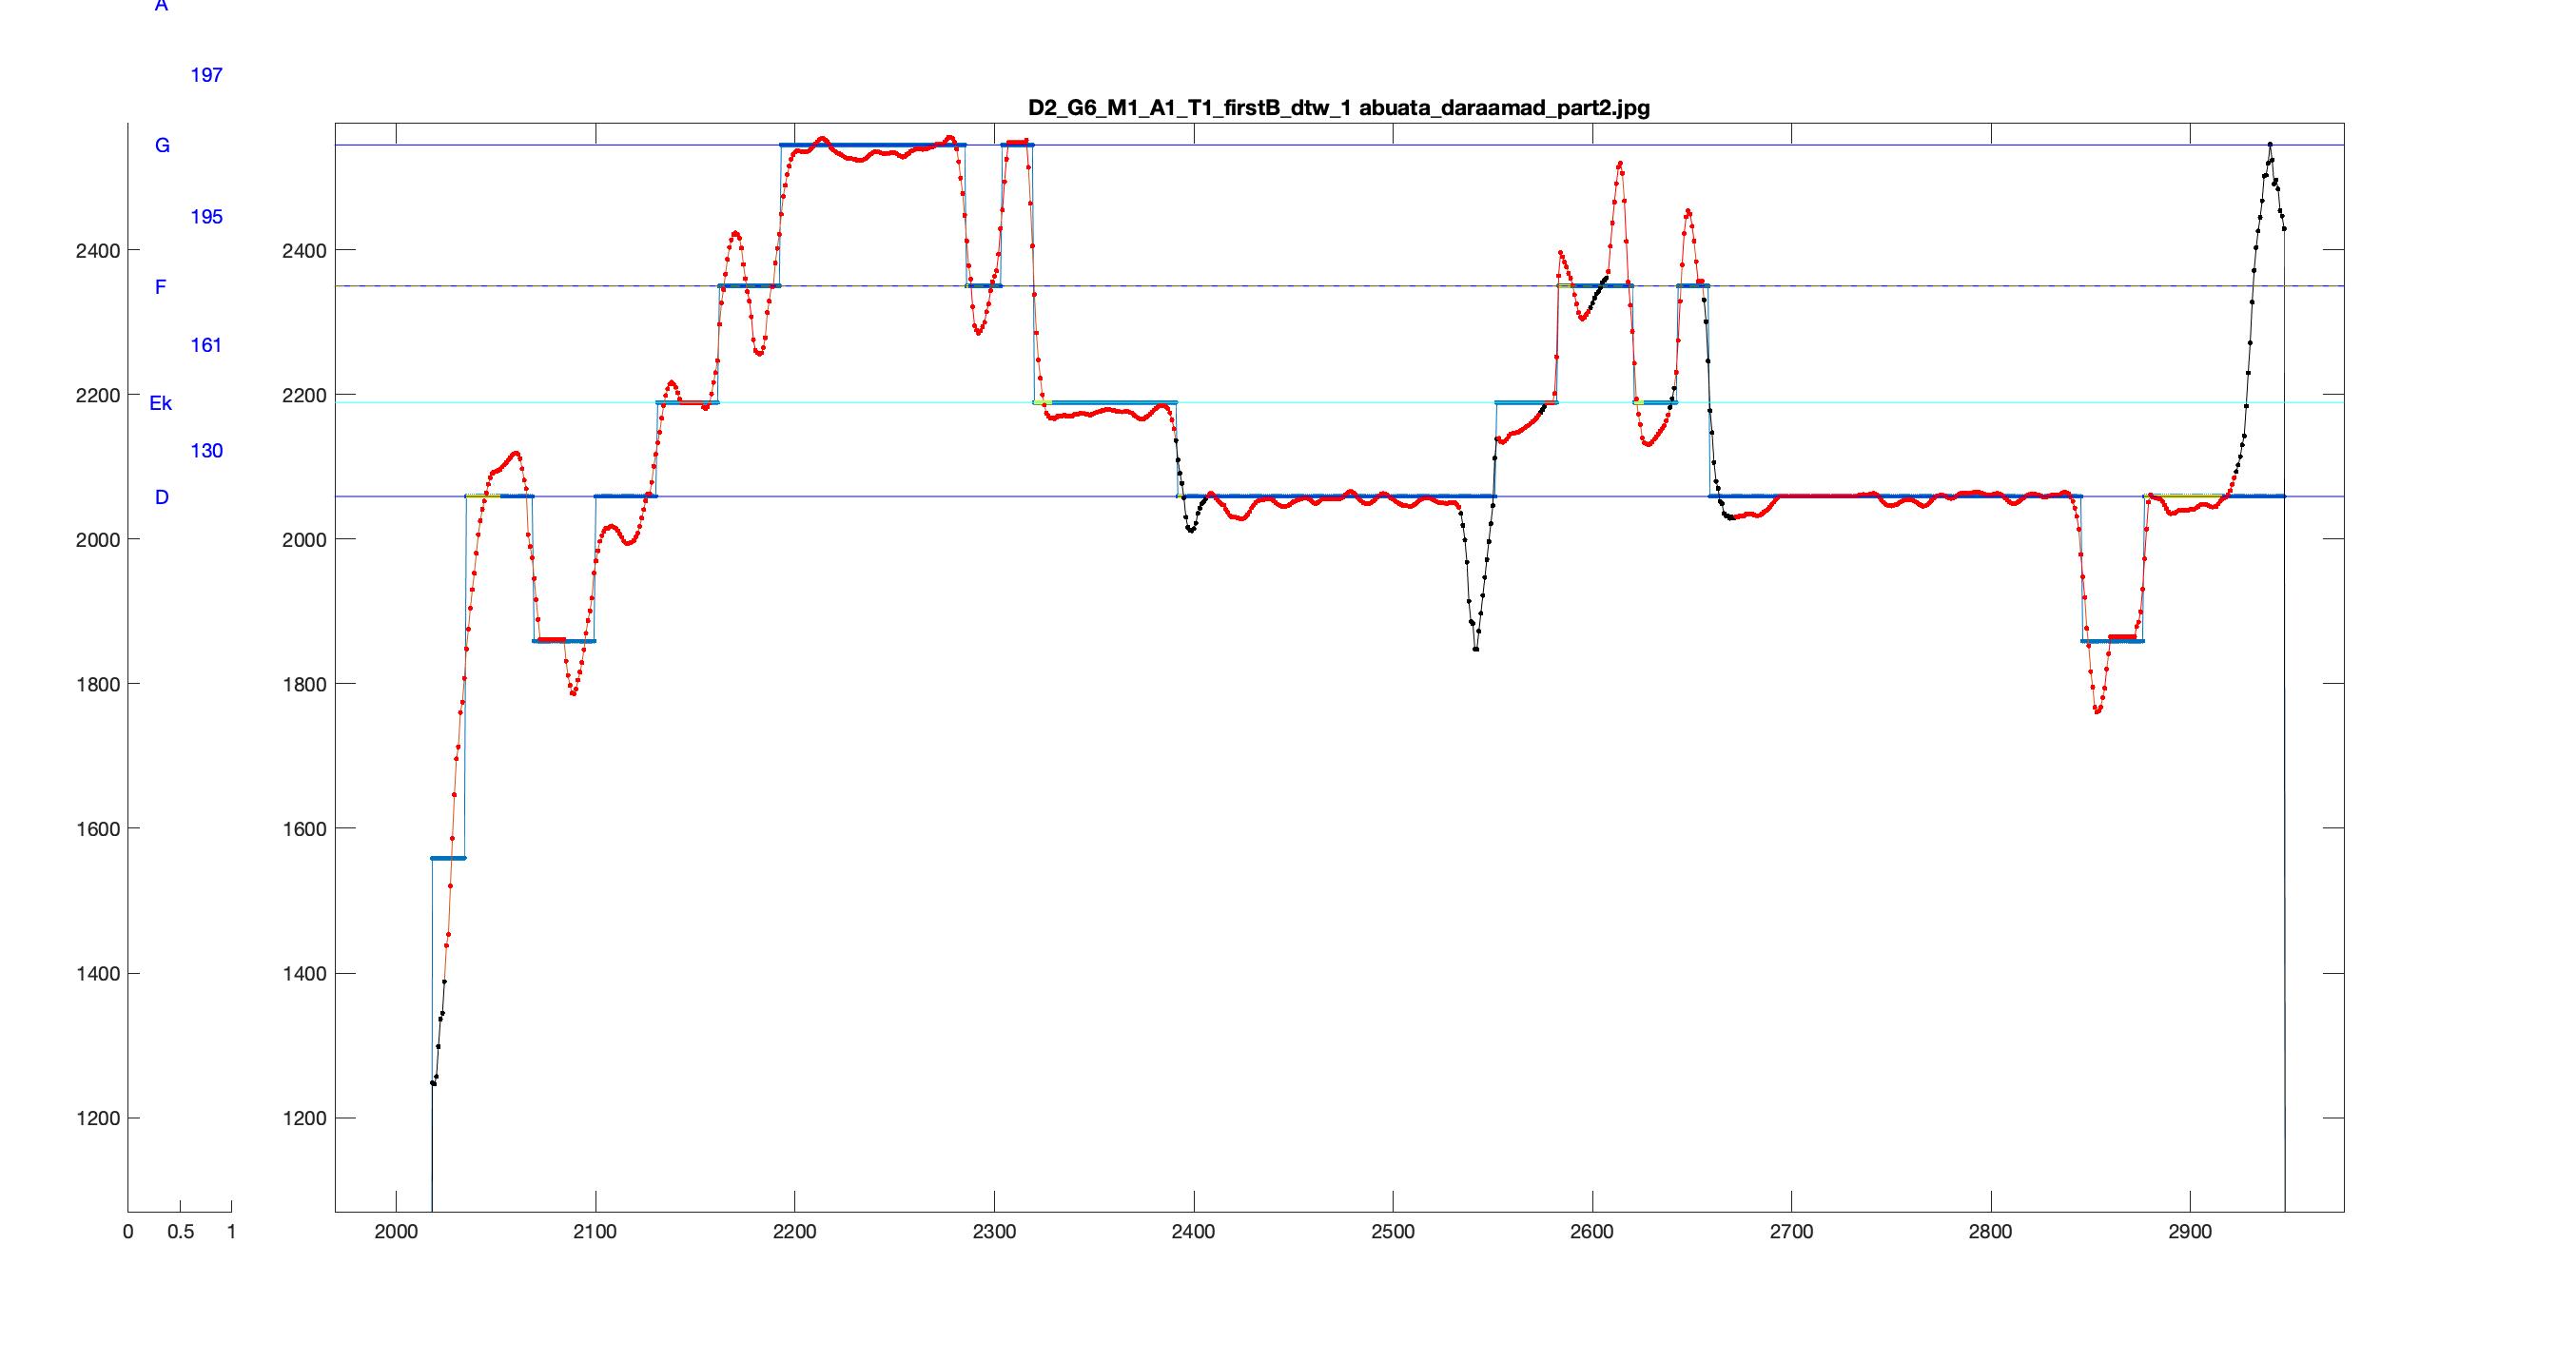 A
197
D2_G6_M1_A1_T1_firstB_dtw_1 abuata_daraamad_part2.jpg
G
195
2400 2400
F
161
2200 Ek 2200
130
D
2000 2000
1800 1800
1600 1600
1400 1400
1200 1200
0 0.5 1 2000 2100 2200 2300 2400 2500 2600 2700 2800 2900